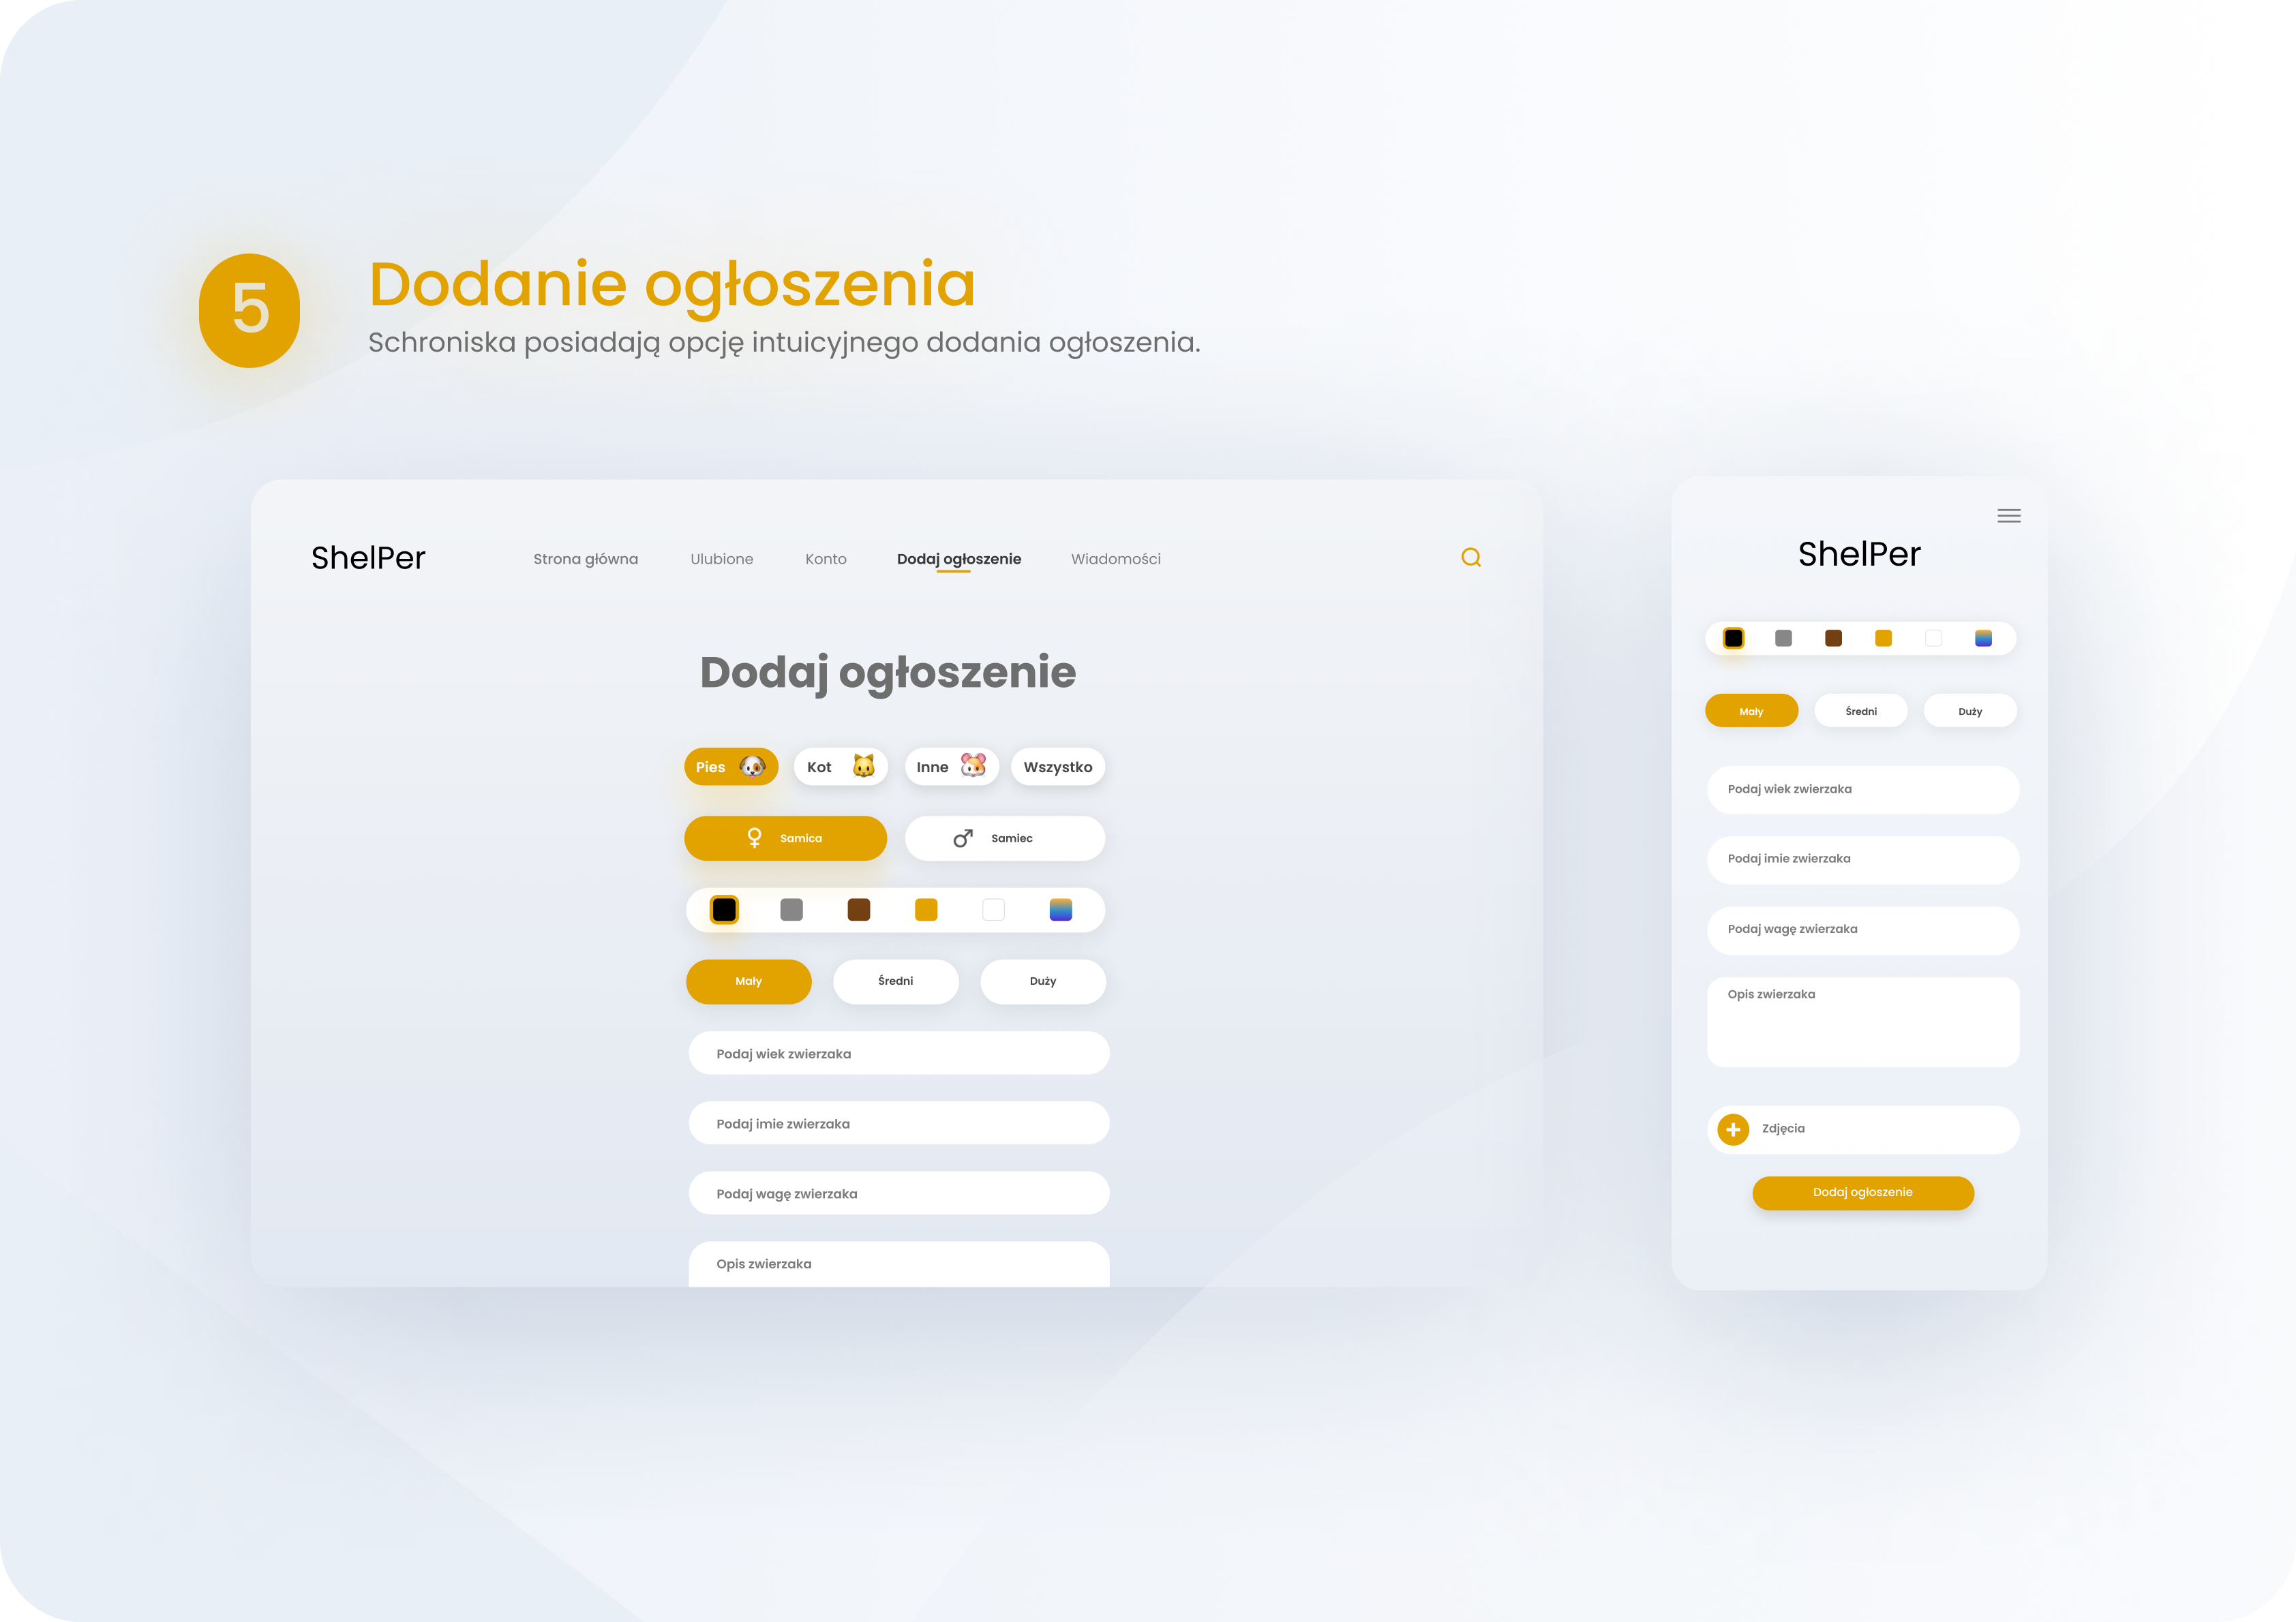 5
Dodanie ogłoszenia
Schroniska posiadają opcję intuicyjnego dodania ogłoszenia.
ShelPer
Strona główna
Ulubione
Konto
Dodaj ogłoszenie
Wiadomości
Dodaj ogłoszenie
Pies
Kot
Inne
Wszystko
Samica
Samiec
Mały
Średni
Duży
Podaj wiek zwierzaka
Podaj imie zwierzaka
Podaj wagę zwierzaka
Opis zwierzaka
ShelPer
Mały
Średni
Duży
Podaj wiek zwierzaka
Podaj imie zwierzaka
Podaj wagę zwierzaka
Opis zwierzaka
Zdjęcia
Dodaj ogłoszenie